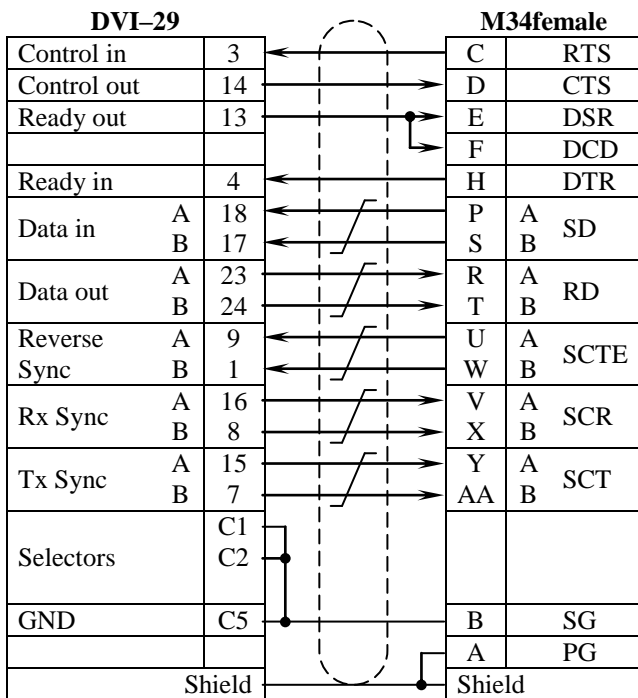 DVI–29 M34female
Control in 3 C RTS
Control out 14 D CTS
Ready out 13 E DSR
F DCD
Ready in 4 H DTR
Data in A 18 P A SD
B 17 S B
Data out A 23 R A RD
B 24 T B
Reverse A 9 U A SCTE
Sync B 1 W B
Rx Sync A 16 V A SCR
B 8 X B
Tx Sync A 15 Y A SCT
B 7 AA B
C1
Selectors C2
GND C5 B SG
A PG
Shield Shield